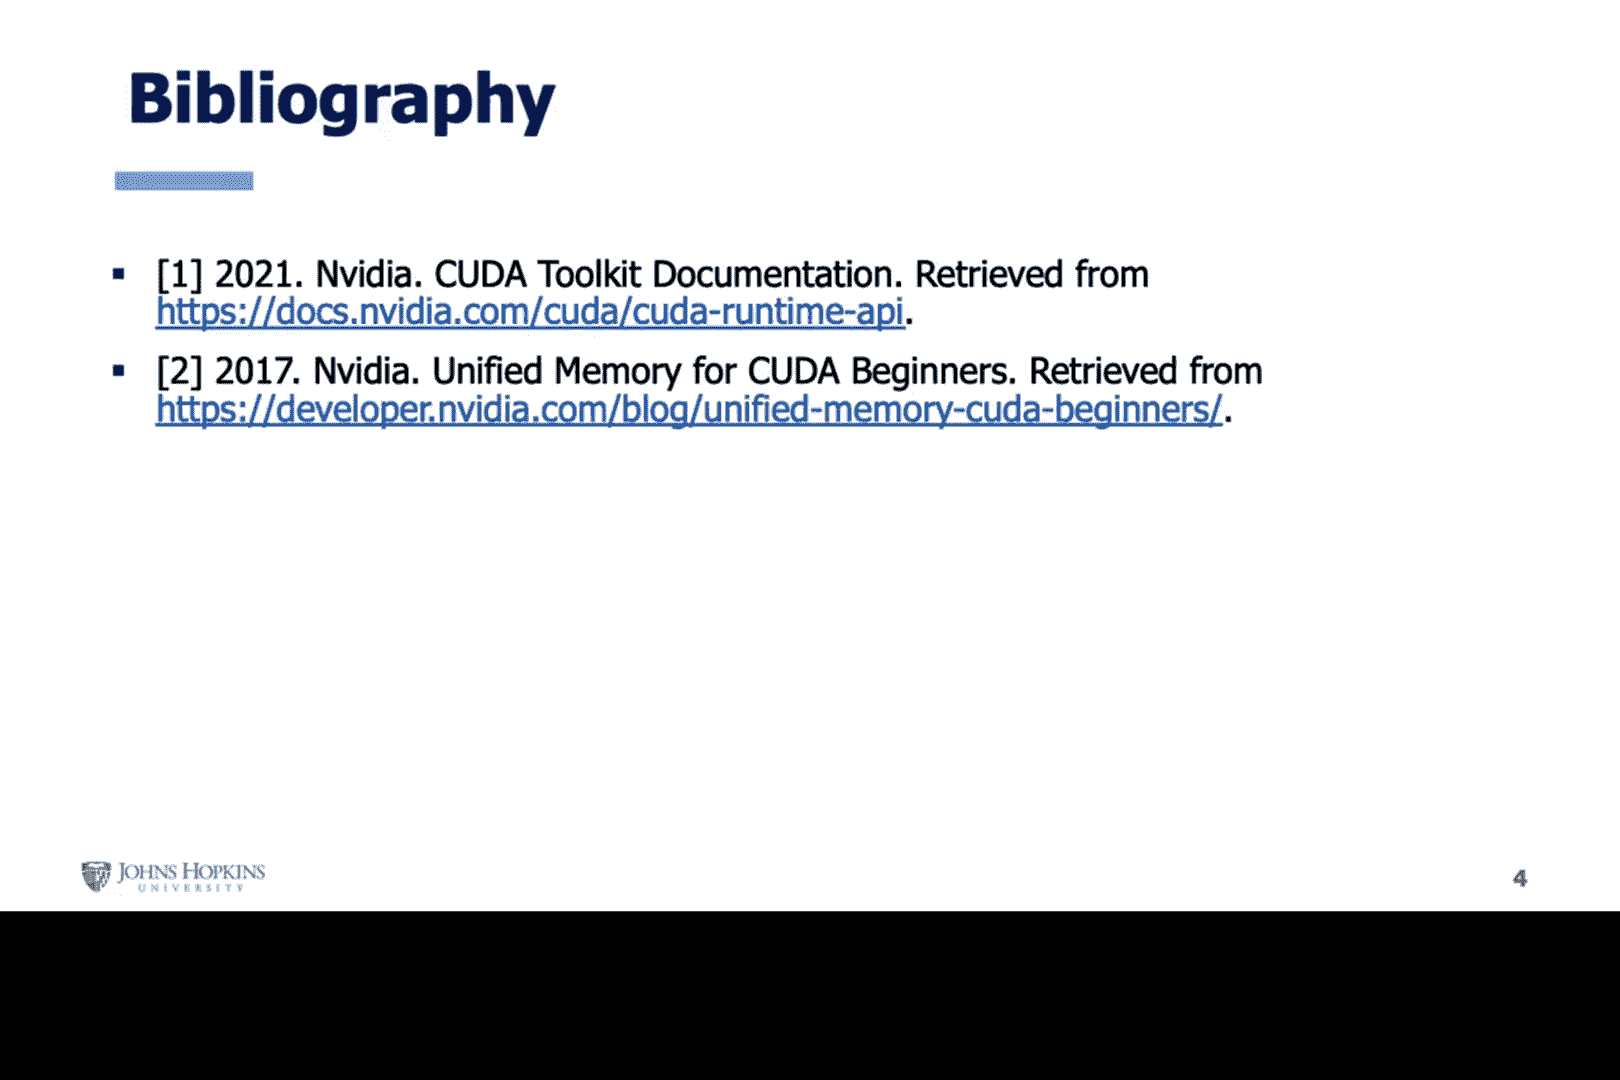 Bibliography
▪ [1] 2021. Nvidia. CUDA Toolkit Documentation. Retrieved from
https://docs.nvidia.com/cuda/cuda-runtime-api.
▪ [2] 2017. Nvidia. Unified Memory for CUDA Beginners. Retrieved from
https://developer.nvidia.com/blog/unified-memory-cuda-beginners/.
JOHNS HOPKINS
UNIVERSITY
4